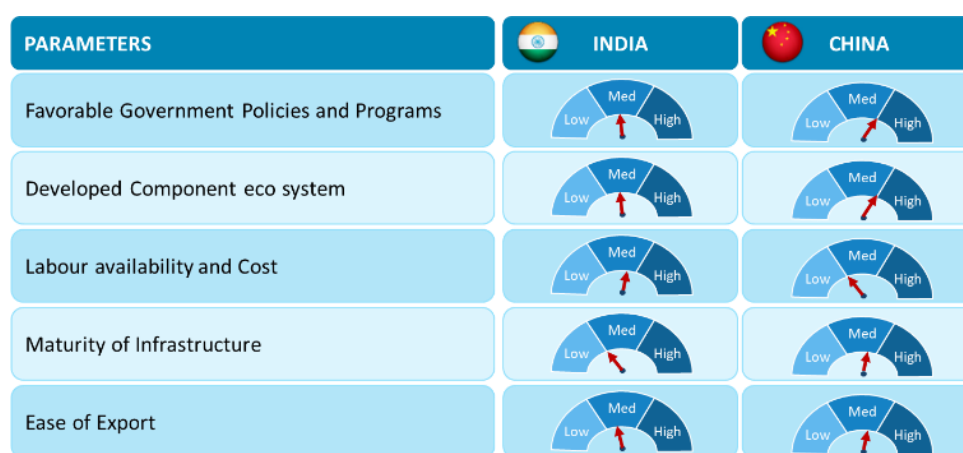 PARAMETERS INDIA CHINA
Favorable Government Policies and Programs
Low Med High
Low Med High
Developed Component eco system
Low Med High
Low Med High
Labour availability and Cost
Low Med High
Low Med High
Maturity of Infrastructure
Low Med High
Low Med High
Ease of Export
Low Med High
Low Med High